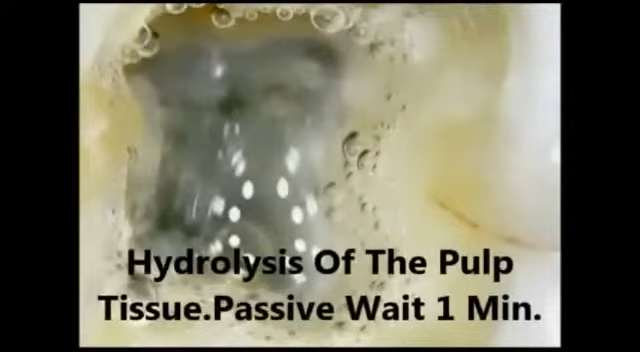 Hydrolysis Of The Pulp
Tissue.Passive Wait 1 Min.